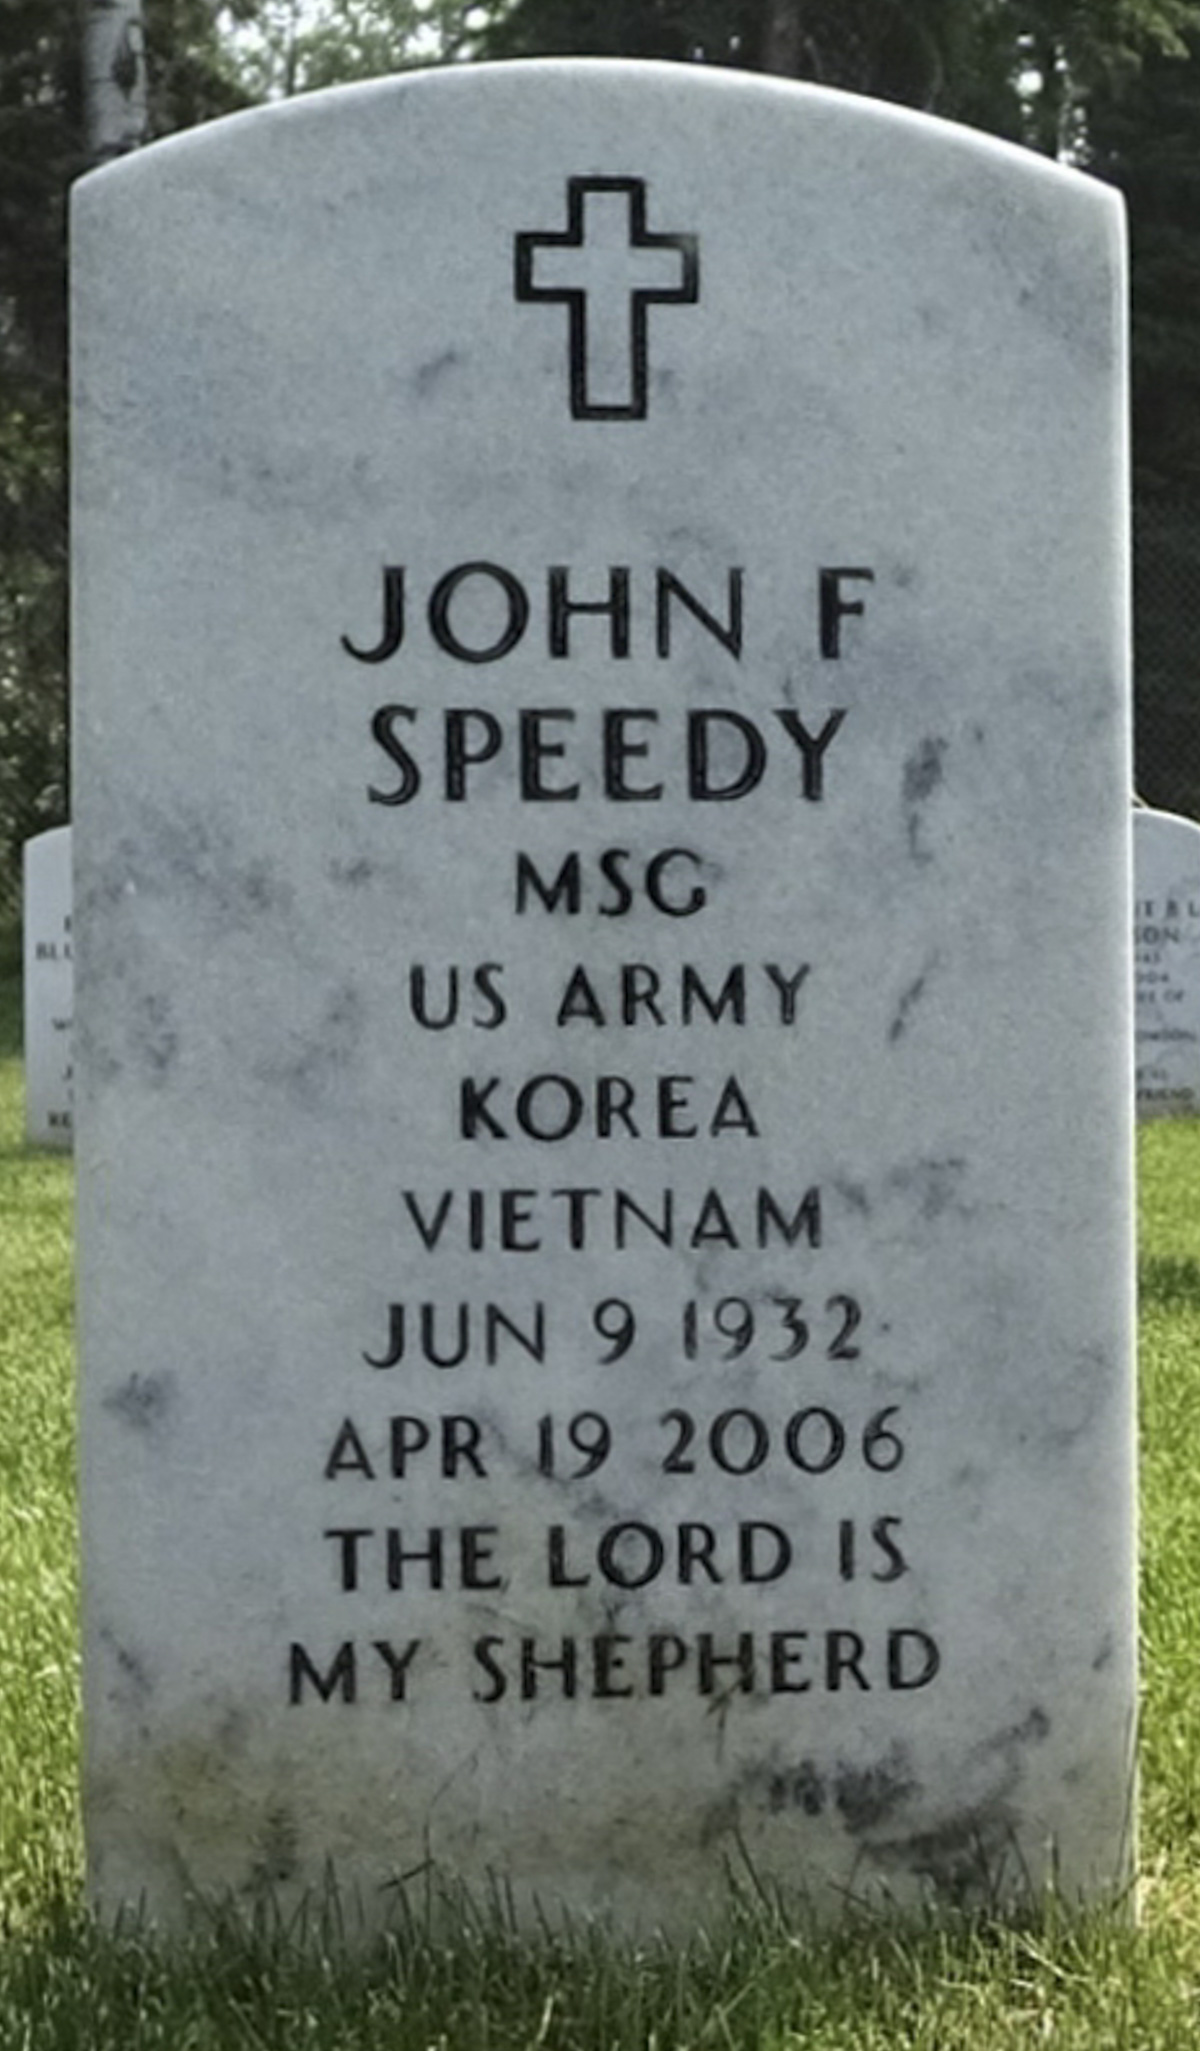 JOHN F
SPEEDY
MSG
US ARMY
KOREA
VIETNAM
JUN 9 1932
APR 19 2006
THE LORD IS
MY SHEPHERD